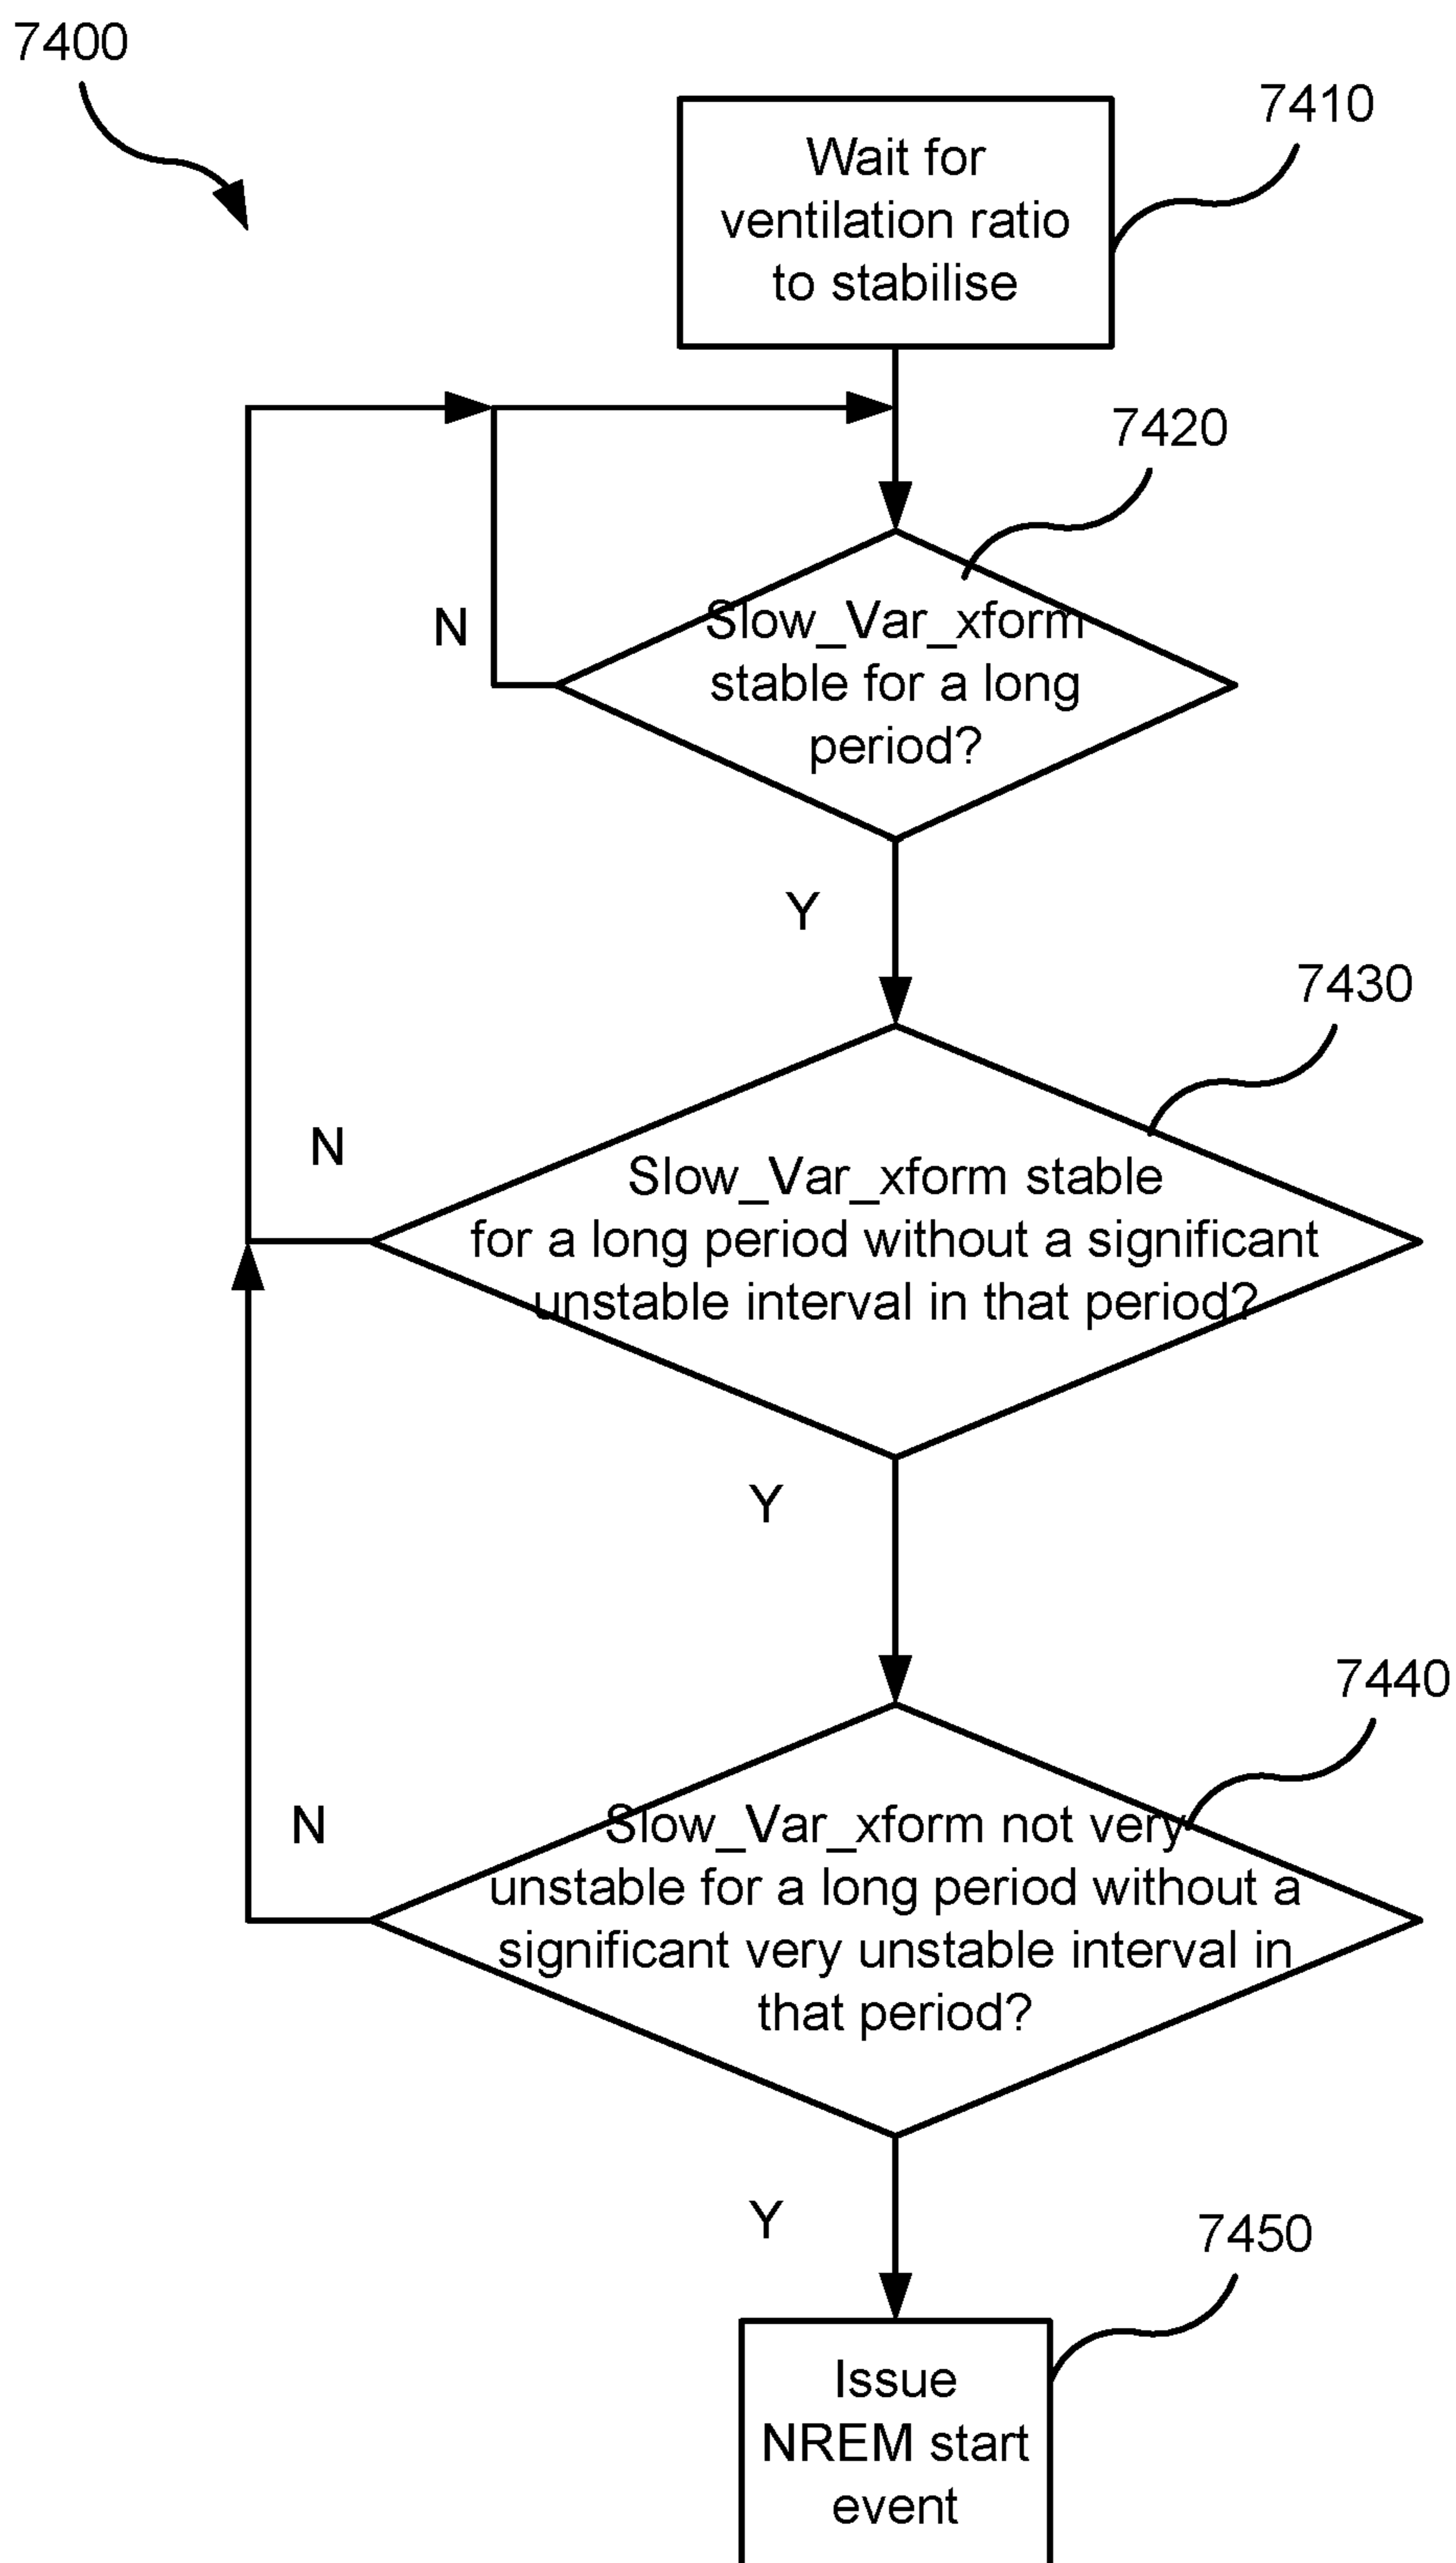 7400
7410
Wait for
ventilation ratio
to stabilise
7420
Slow_Var_xform
stable for a long
period?
N
Y
7430
Slow_Var_xform stable
for a long period without a significant
unstable interval in that period?
N
Y
7440
Slow_Var_xform not very
unstable for a long period without a
significant very unstable interval in
that period?
N
Y
7450
Issue
NREM start
event